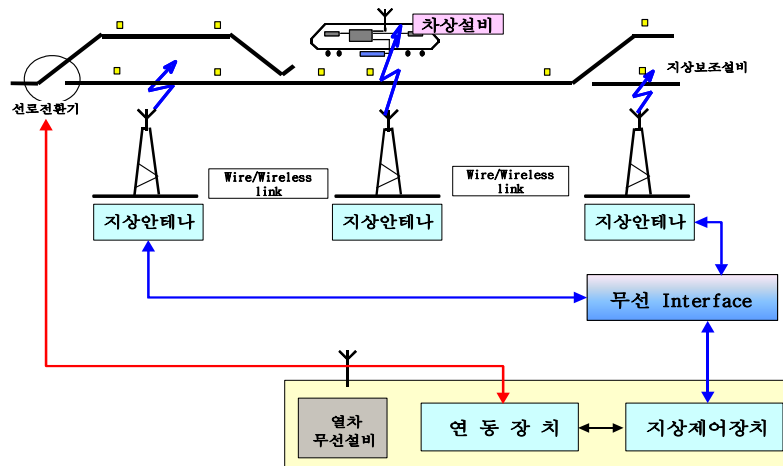 차상설비
지상보조설비
선로전환기
Wire/Wireless
link
Wire/Wireless
link
지상안테나
지상안테나
지상안테나
무선 Interface
열차
무선설비
연 동 장 치
지상제어장치